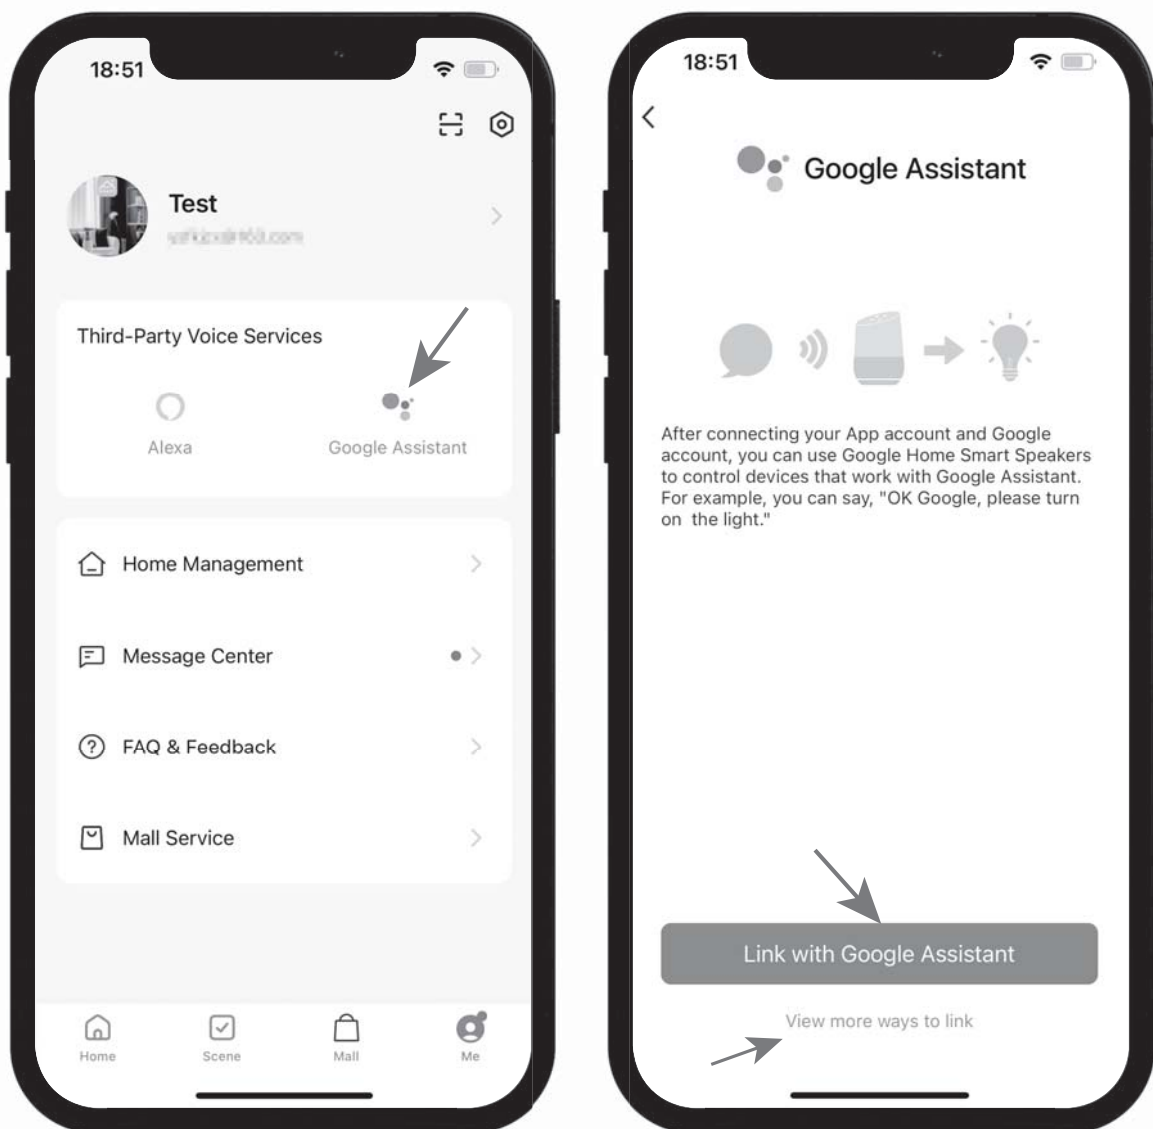 18:51
Test
Third-Party Voice Services
Alexa
Google Assistant
Home Management
Message Center
FAQ & Feedback
Mall Service
Home
Scene
Mall
Me
18:51
Google Assistant
After connecting your App account and Google
account, you can use Google Home Smart Speakers
to control devices that work with Google Assistant.
For example, you can say, "OK Google, please turn
on the light."
Link with Google Assistant
View more ways to link